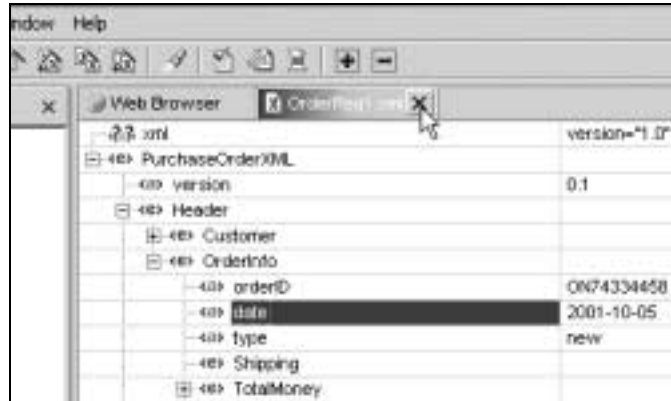 ndow Help
Web Browser
xml version="1.0"
PurchaseOrderXML
version 0.1
Header
Customer
OrderInfo
orderID ON74334458
date 2001-10-05
type new
Shipping
TotalMoney